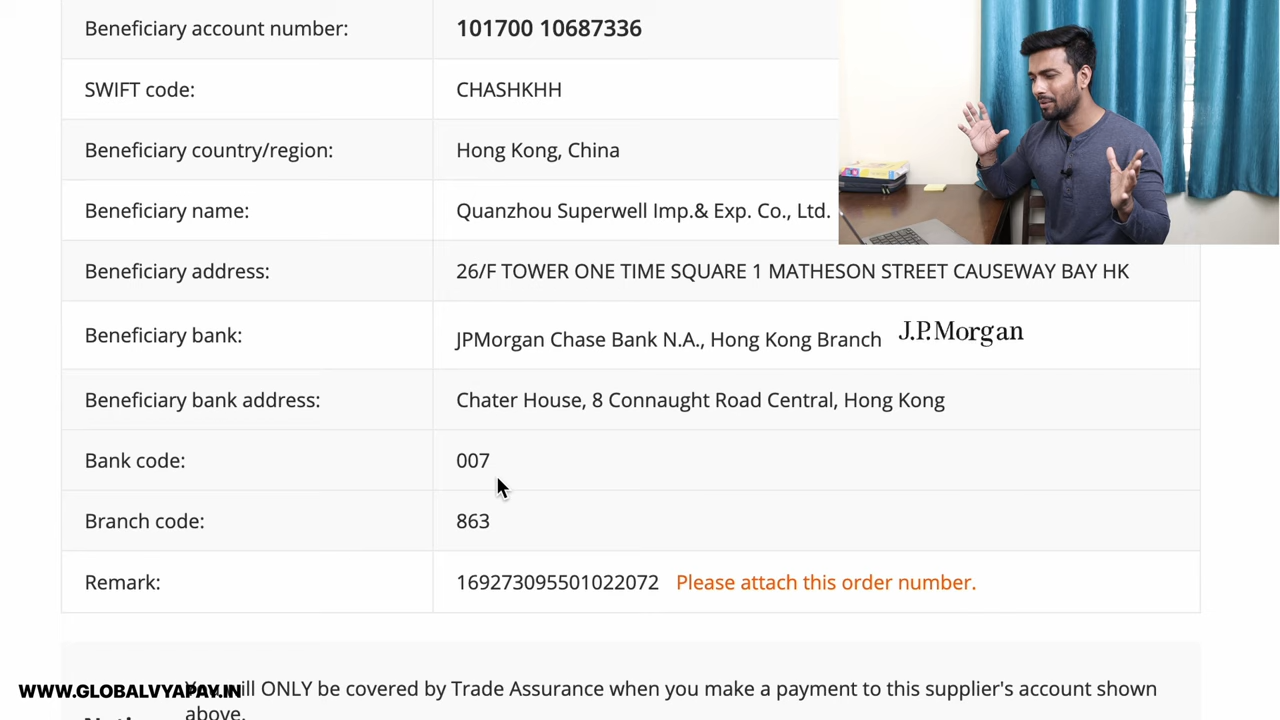 Beneficiary account number: 101700 10687336
SWIFT code: CHASHKHH
Beneficiary country/region: Hong Kong, China
Beneficiary name: Quanzhou Superwell Imp.& Exp. Co., Ltd.
Beneficiary address: 26/F TOWER ONE TIME SQUARE 1 MATHESON STREET CAUSEWAY BAY HK
Beneficiary bank: JPMorgan Chase Bank N.A., Hong Kong Branch J.P.Morgan
Beneficiary bank address: Chater House, 8 Connaught Road Central, Hong Kong
Bank code: 007
Branch code: 863
Remark: 169273095501022072 Please attach this order number.
WWW.GLOBALVYAPAY.IN
will ONLY be covered by Trade Assurance when you make a payment to this supplier's account shown
above.